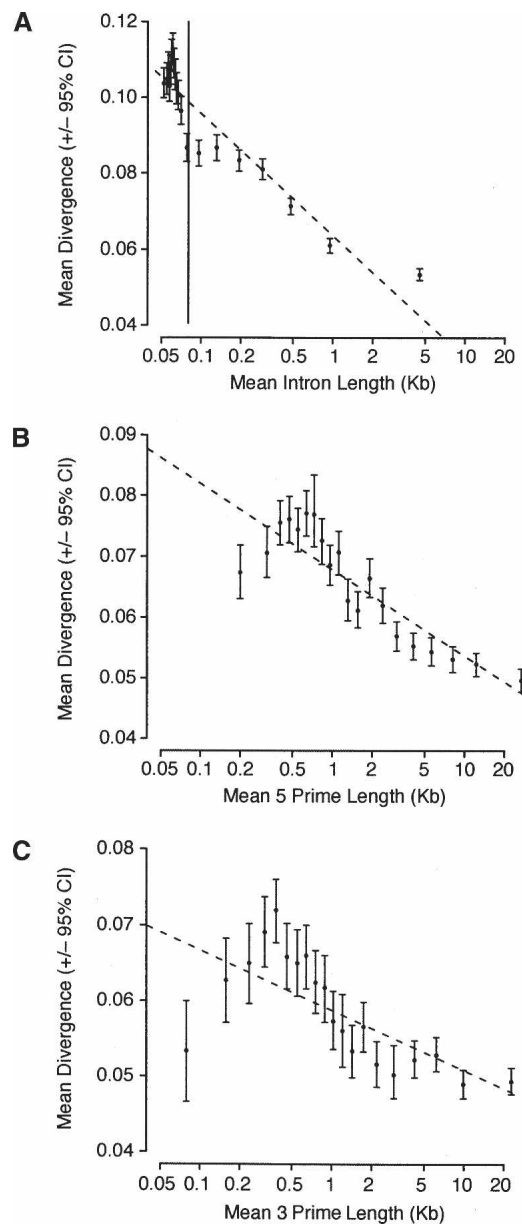 A
Mean Divergence (+/− 95% CI)
0.12
0.10
0.08
0.06
0.04
0.05 0.1 0.2 0.5 1 2 5 10 20
Mean Intron Length (Kb)
B
Mean Divergence (+/− 95% CI)
0.09
0.08
0.07
0.06
0.05
0.04
0.05 0.1 0.2 0.5 1 2 5 10 20
Mean 5 Prime Length (Kb)
C
Mean Divergence (+/− 95% CI)
0.08
0.07
0.06
0.05
0.04
0.05 0.1 0.2 0.5 1 2 5 10 20
Mean 3 Prime Length (Kb)